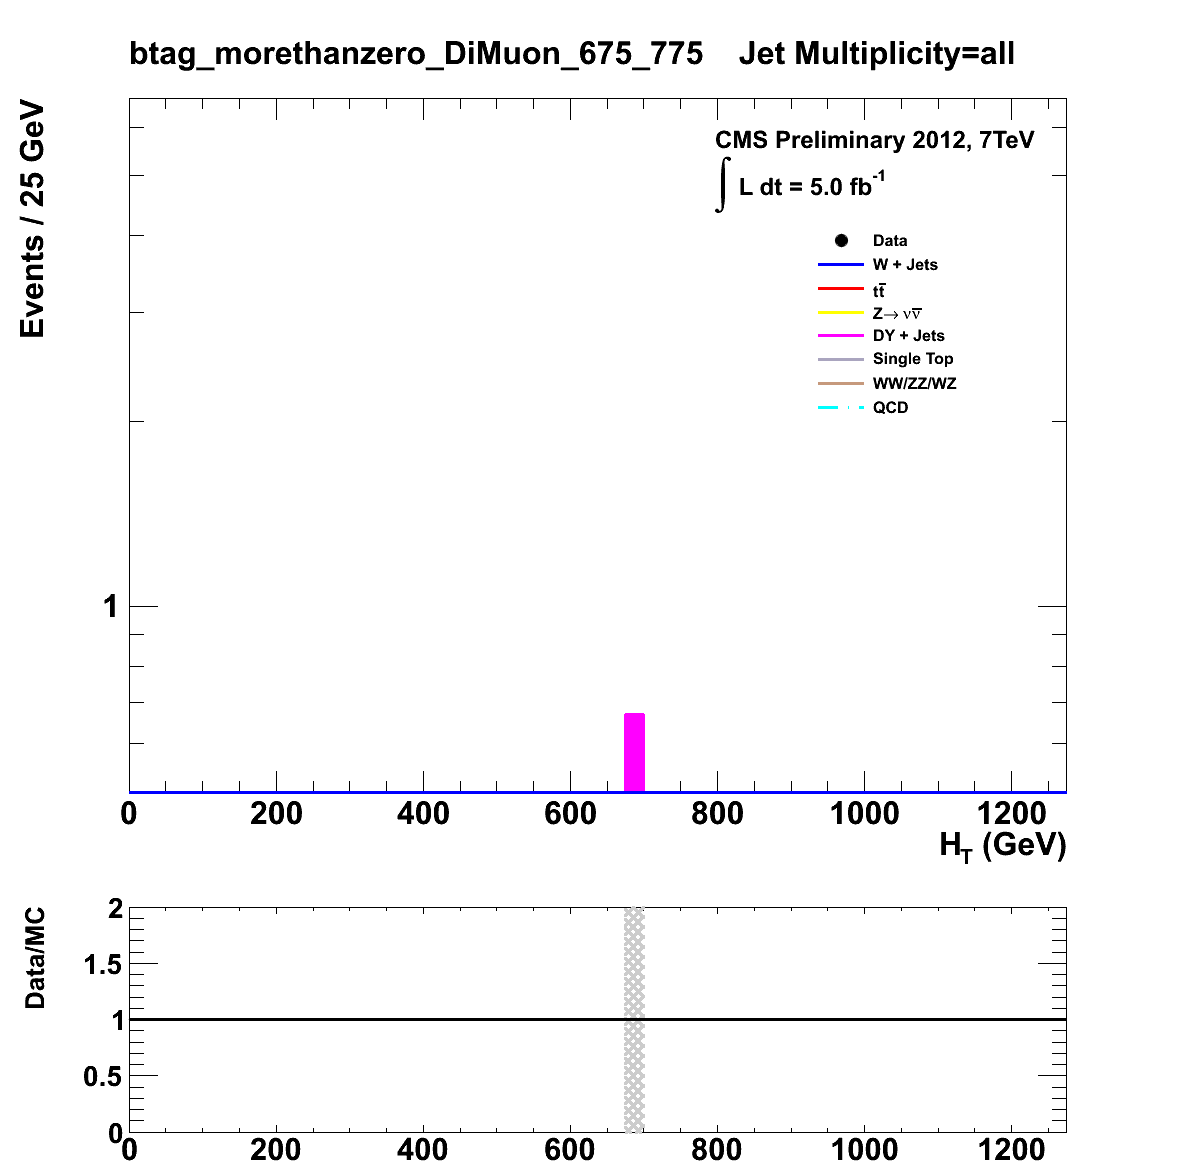 btag_morethanzero_DiMuon_675_775 Jet Multiplicity=all
Events / 25 GeV
CMS Preliminary 2012, 7TeV
∫ L dt = 5.0 fb⁻¹
Data
W + Jets
tt̅
Z→ νν̅
DY + Jets
Single Top
WW/ZZ/WZ
QCD
1
0 200 400 600 800 1000 1200
H_T (GeV)
Data/MC
2
1.5
1
0.5
0
0 200 400 600 800 1000 1200